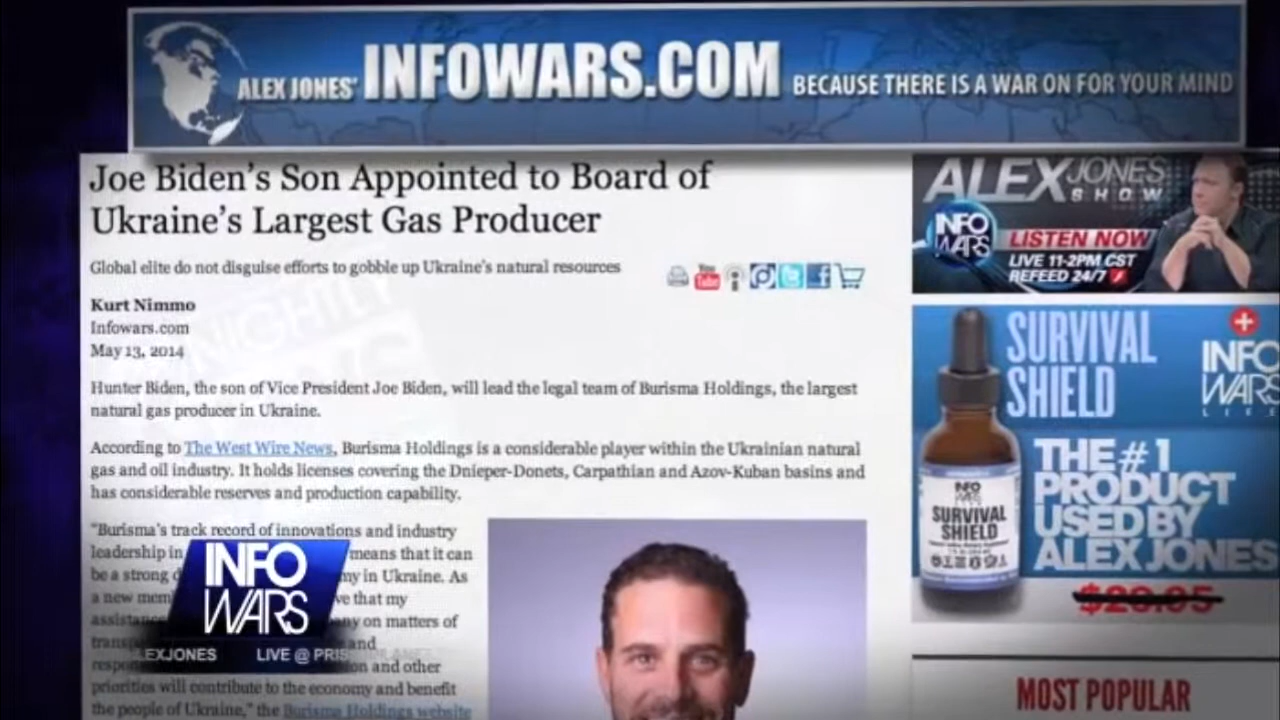 ALEX JONES' INFOWARS.COM BECAUSE THERE IS A WAR ON FOR YOUR MIND
Joe Biden's Son Appointed to Board of
Ukraine's Largest Gas Producer
Global elite do not disguise efforts to gobble up Ukraine's natural resources
You
Tube
Kurt Nimmo
Infowars.com
May 13, 2014
Hunter Biden, the son of Vice President Joe Biden, will lead the legal team of Burisma Holdings, the largest
natural gas producer in Ukraine.
According to The West Wire News, Burisma Holdings is a considerable player within the Ukrainian natural
gas and oil industry. It holds licenses covering the Dnieper-Donets, Carpathian and Azov-Kuban basins and
has considerable reserves and production capability.
"Burisma's track record of innovations and industry
leadership in means that it can
be a strong in Ukraine. As
a new that my
on matters of
and
and other
priorities will contribute to the economy and benefit
the people of Ukraine," the Burisma Holdings website
INFO
WARS
ALEXJONES LIVE @
ALEX JONES
SHOW
INFO
WARS
LISTEN NOW
LIVE 11-2PM CST
REFEED 24/7
SURVIVAL
SHIELD
INFO
WARS
LIFE
THE #1
PRODUCT
USED BY
ALEX JONES
$29.95
INFO
WARS
SURVIVAL
SHIELD
MOST POPULAR